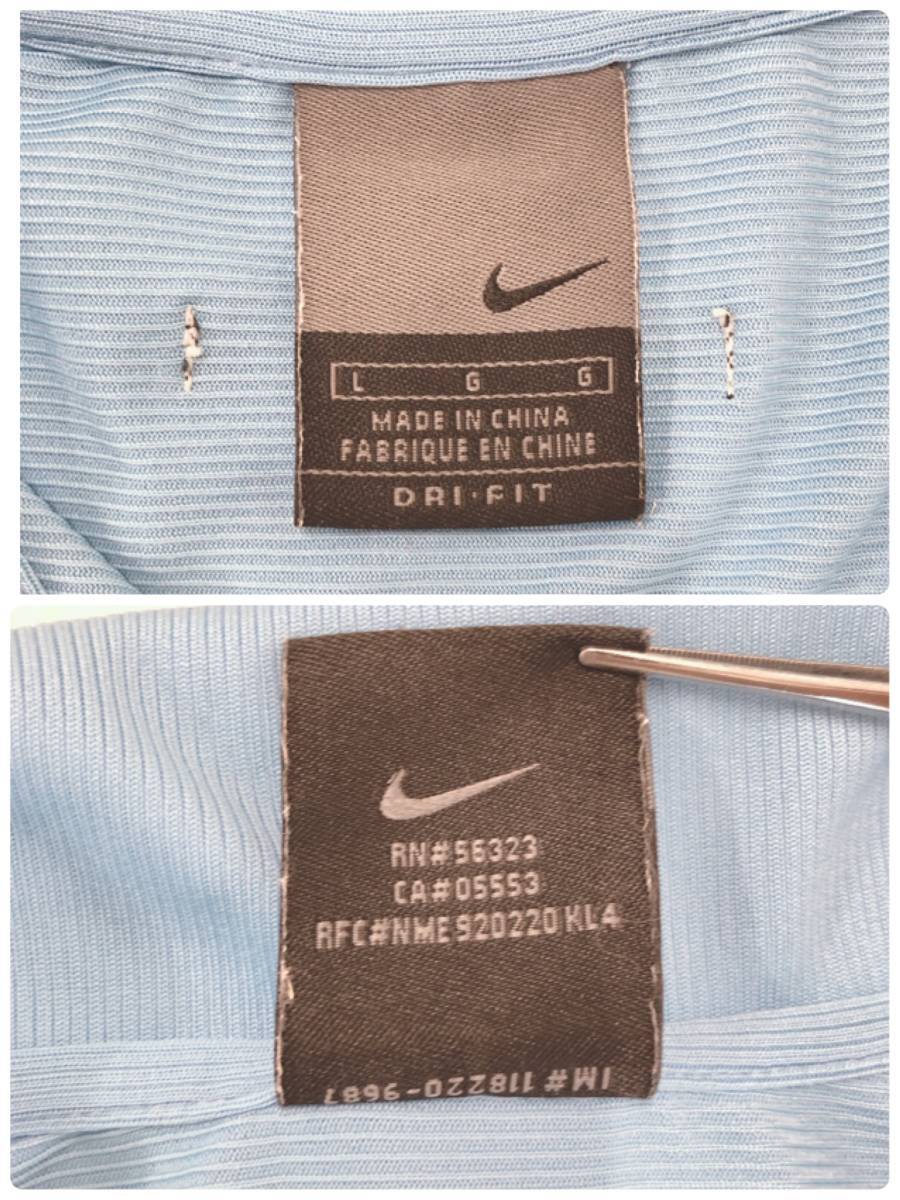 L G G
MADE IN CHINA
FABRIQUE EN CHINE
DRI·FIT
RN#56323
CA#05553
RFC#NME920220KL4
IM# 118220-9687